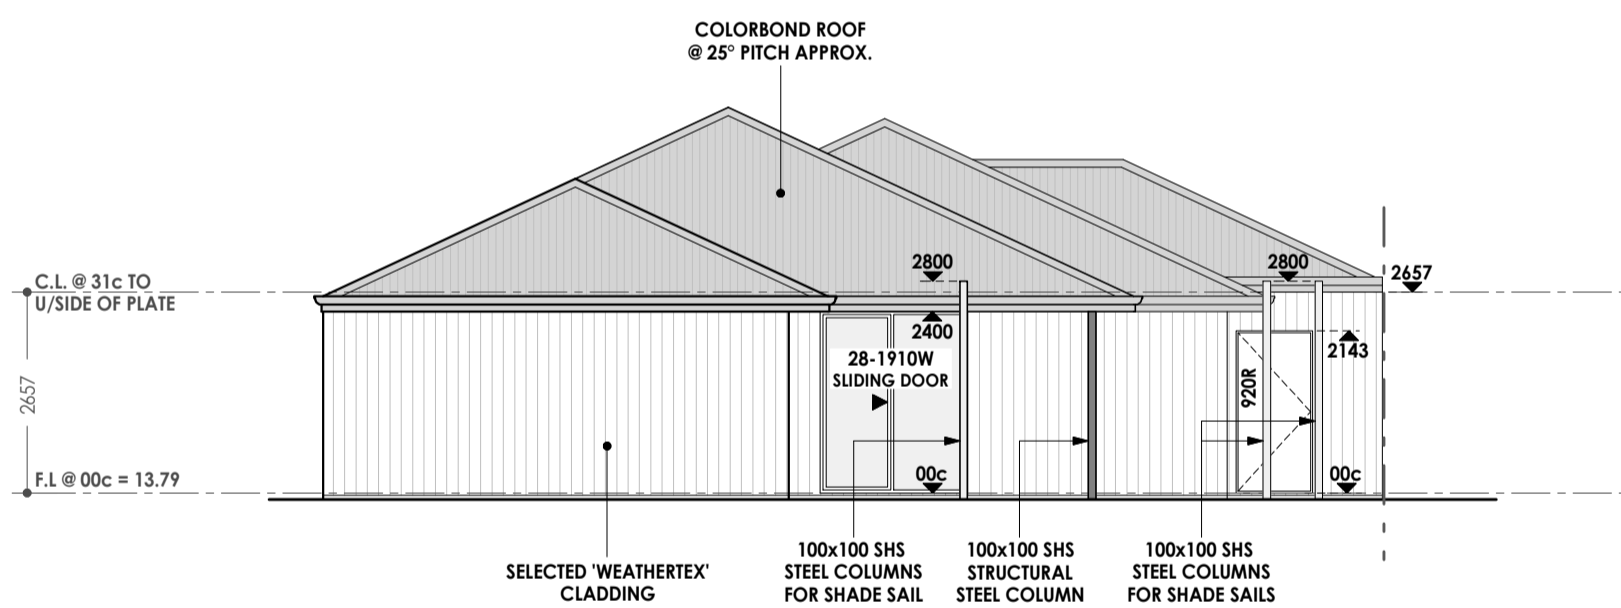 COLORBOND ROOF
@ 25° PITCH APPROX.
C.L. @ 31c TO
U/SIDE OF PLATE
2657
F.L @ 00c = 13.79
2800
2400
28-1910W
SLIDING DOOR
00c
2800
2657
2143
920R
00c
SELECTED 'WEATHERTEX'
CLADDING
100x100 SHS
STEEL COLUMNS
FOR SHADE SAIL
100x100 SHS
STRUCTURAL
STEEL COLUMN
100x100 SHS
STEEL COLUMNS
FOR SHADE SAILS